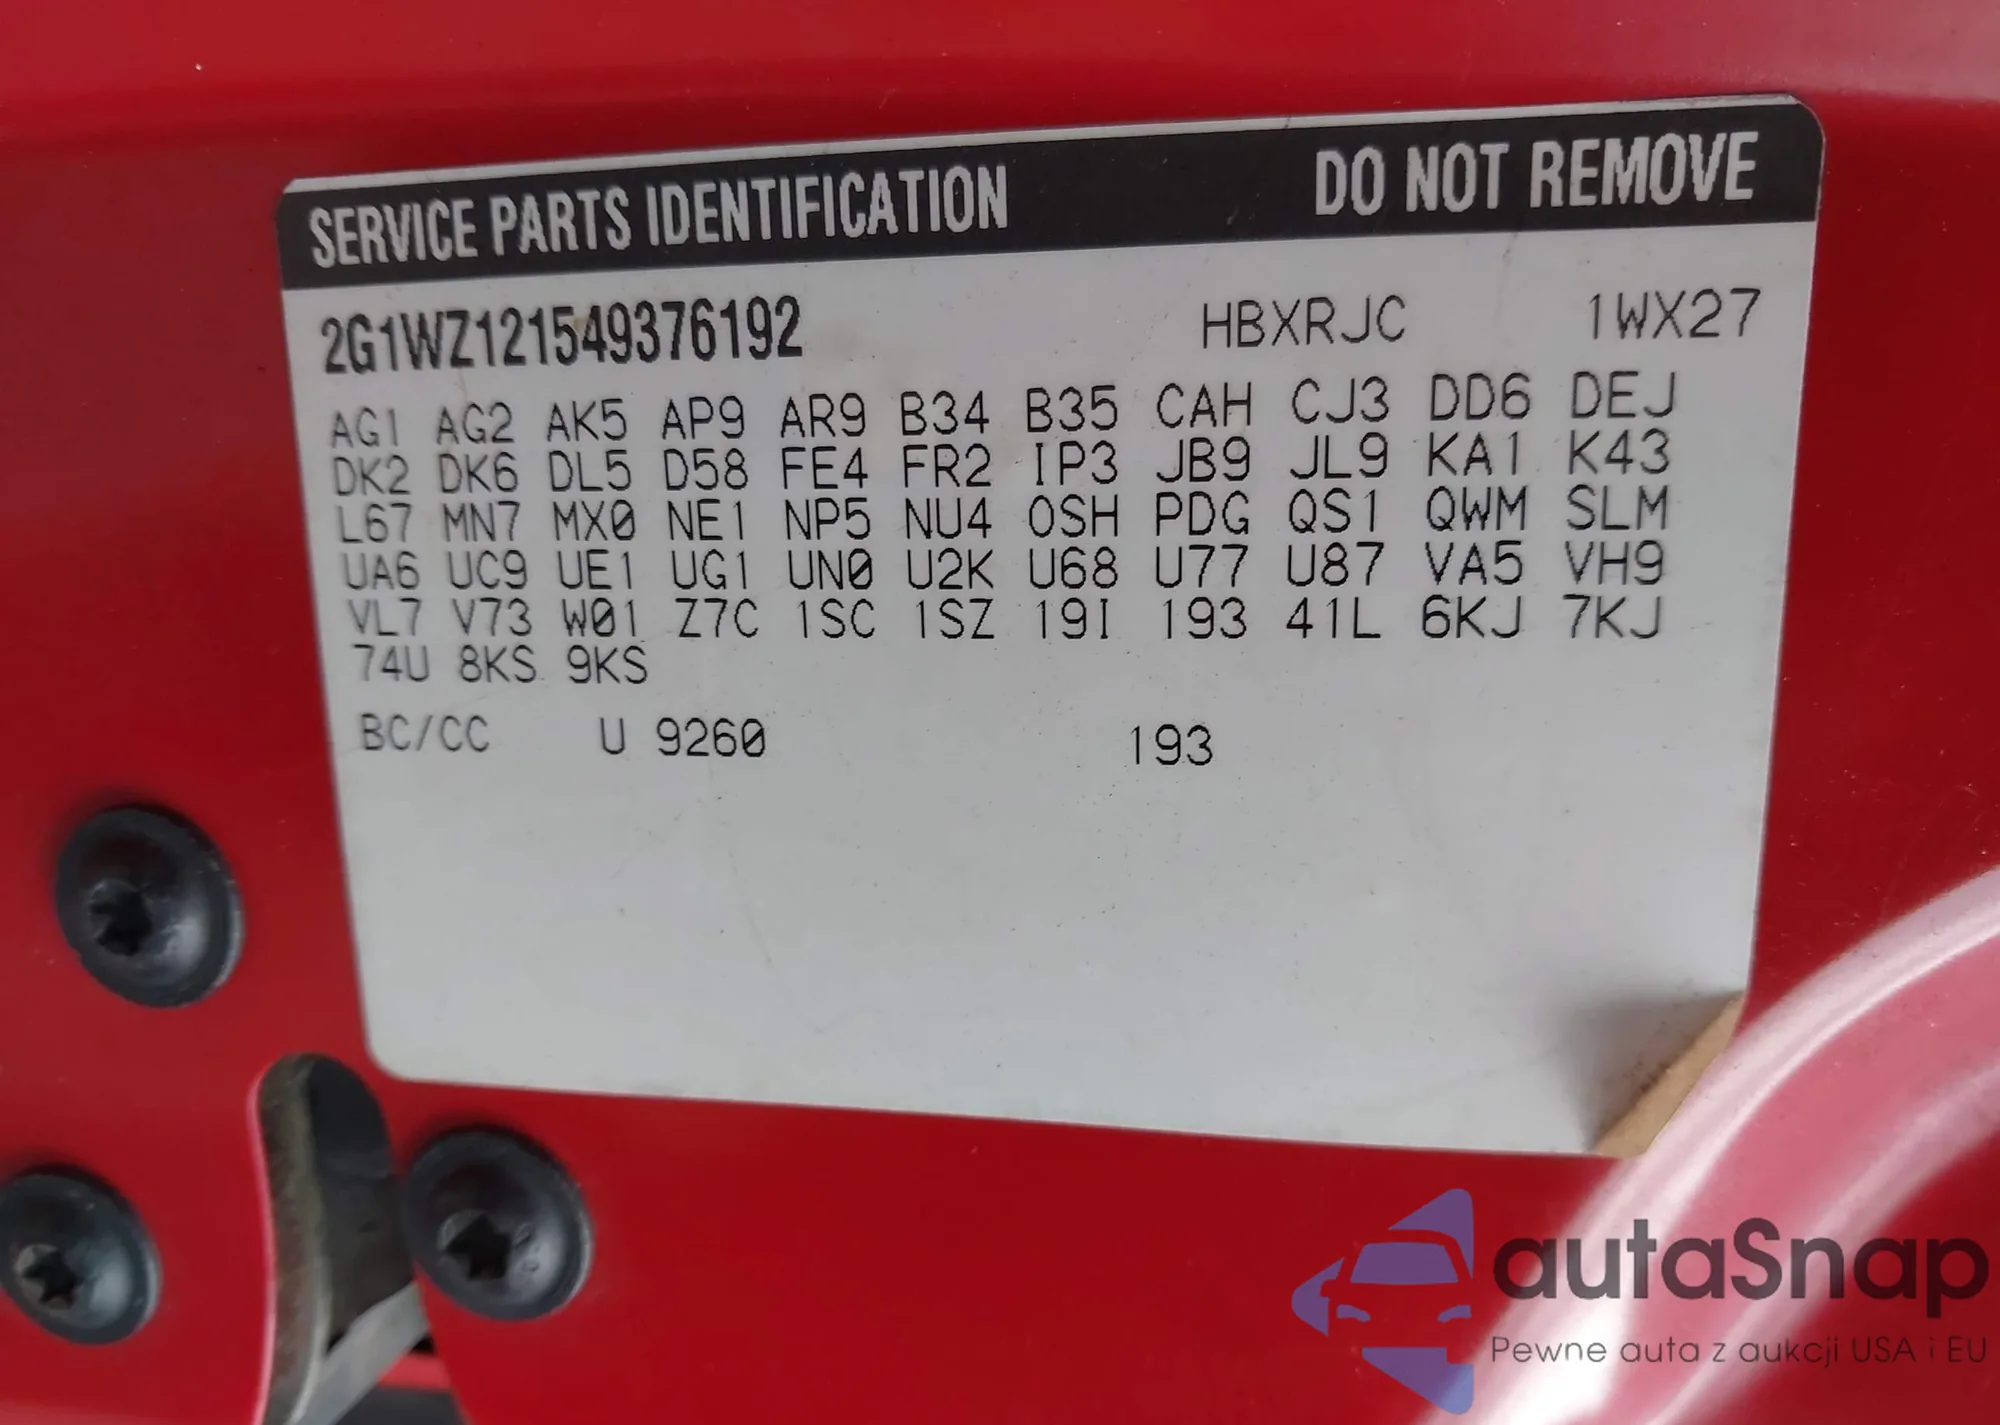 SERVICE PARTS IDENTIFICATION DO NOT REMOVE
2G1WZ121549376192 HBXRJC 1WX27
AG1 AG2 AK5 AP9 AR9 B34 B35 CAH CJ3 DD6 DEJ
DK2 DK6 DL5 D58 FE4 FR2 IP3 JB9 JL9 KA1 K43
L67 MN7 MX0 NE1 NP5 NU4 OSH PDG QS1 QWM SLM
UA6 UC9 UE1 UG1 UN0 U2K U68 U77 U87 VA5 VH9
VL7 V73 W01 Z7C 1SC 1SZ 19I 193 41L 6KJ 7KJ
74U 8KS 9KS
BC/CC U 9260 193
autaSnap
Pewne auta z aukcji USA i EU